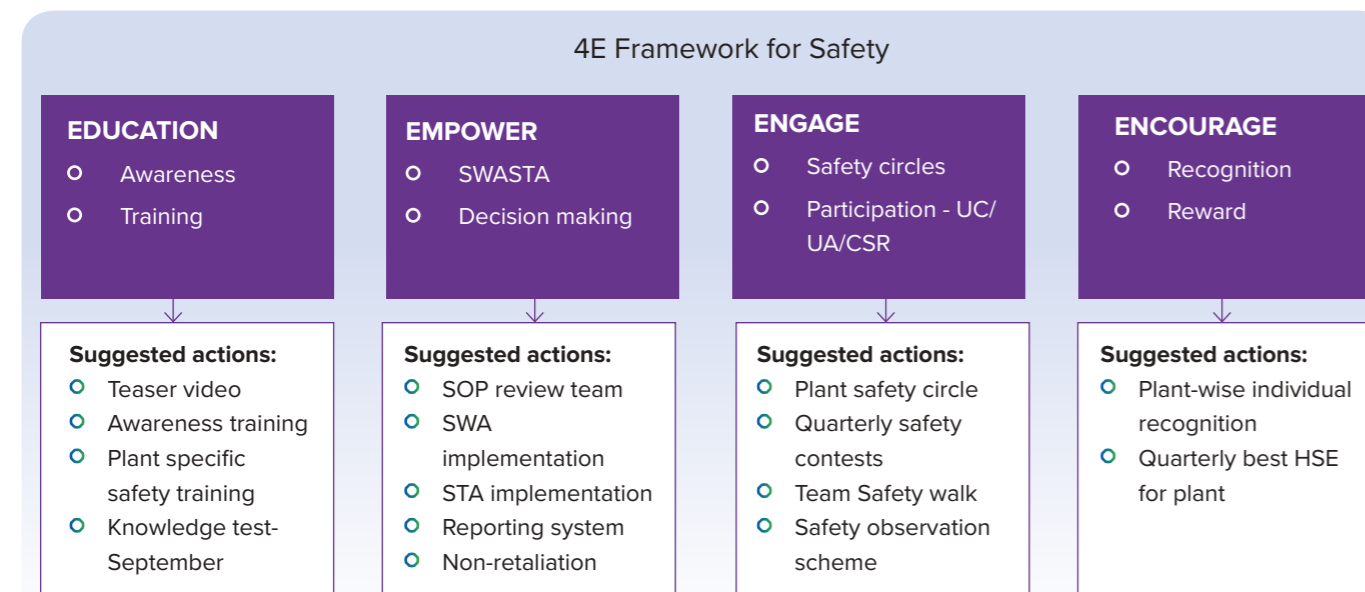 4E Framework for Safety
EDUCATION
Awareness
Training
EMPOWER
SWASTA
Decision making
ENGAGE
Safety circles
Participation - UC/
UA/CSR
ENCOURAGE
Recognition
Reward
Suggested actions:
Teaser video
Awareness training
Plant specific
safety training
Knowledge test-
September
Suggested actions:
SOP review team
SWA
implementation
STA implementation
Reporting system
Non-retaliation
Suggested actions:
Plant safety circle
Quarterly safety
contests
Team Safety walk
Safety observation
scheme
Suggested actions:
Plant-wise individual
recognition
Quarterly best HSE
for plant